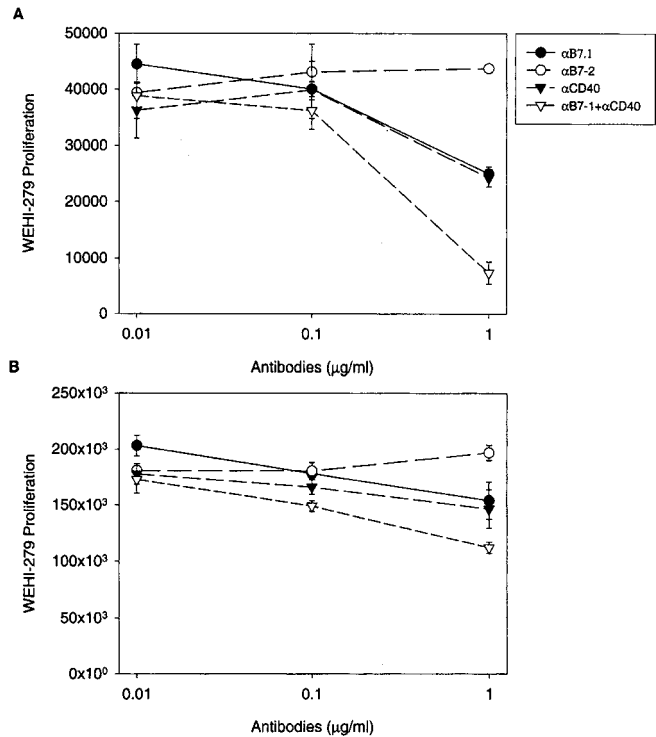 A
50000
40000
30000
20000
10000
0
WEHI-279 Proliferation
0.01 0.1 1
Antibodies (μg/ml)
αB7.1
αB7-2
αCD40
αB7-1+αCD40
B
250x10³
200x10³
150x10³
100x10³
50x10³
0x10⁰
WEHI-279 Proliferation
0.01 0.1 1
Antibodies (μg/ml)